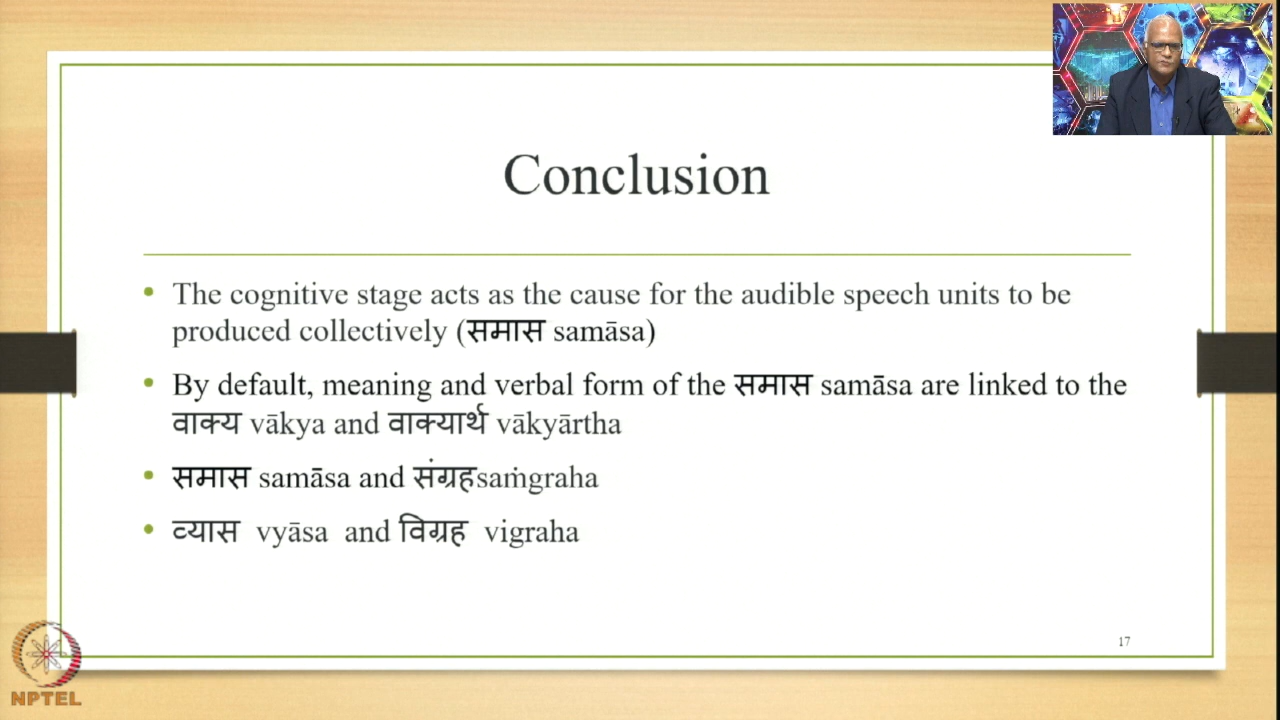 Conclusion
• The cognitive stage acts as the cause for the audible speech units to be
produced collectively (समास samāsa)
• By default, meaning and verbal form of the समास samāsa are linked to the
वाक्य vākya and वाक्यार्थ vākyārtha
• समास samāsa and संग्रहsaṁgraha
• व्यास vyāsa and विग्रह vigraha
17
NPTEL